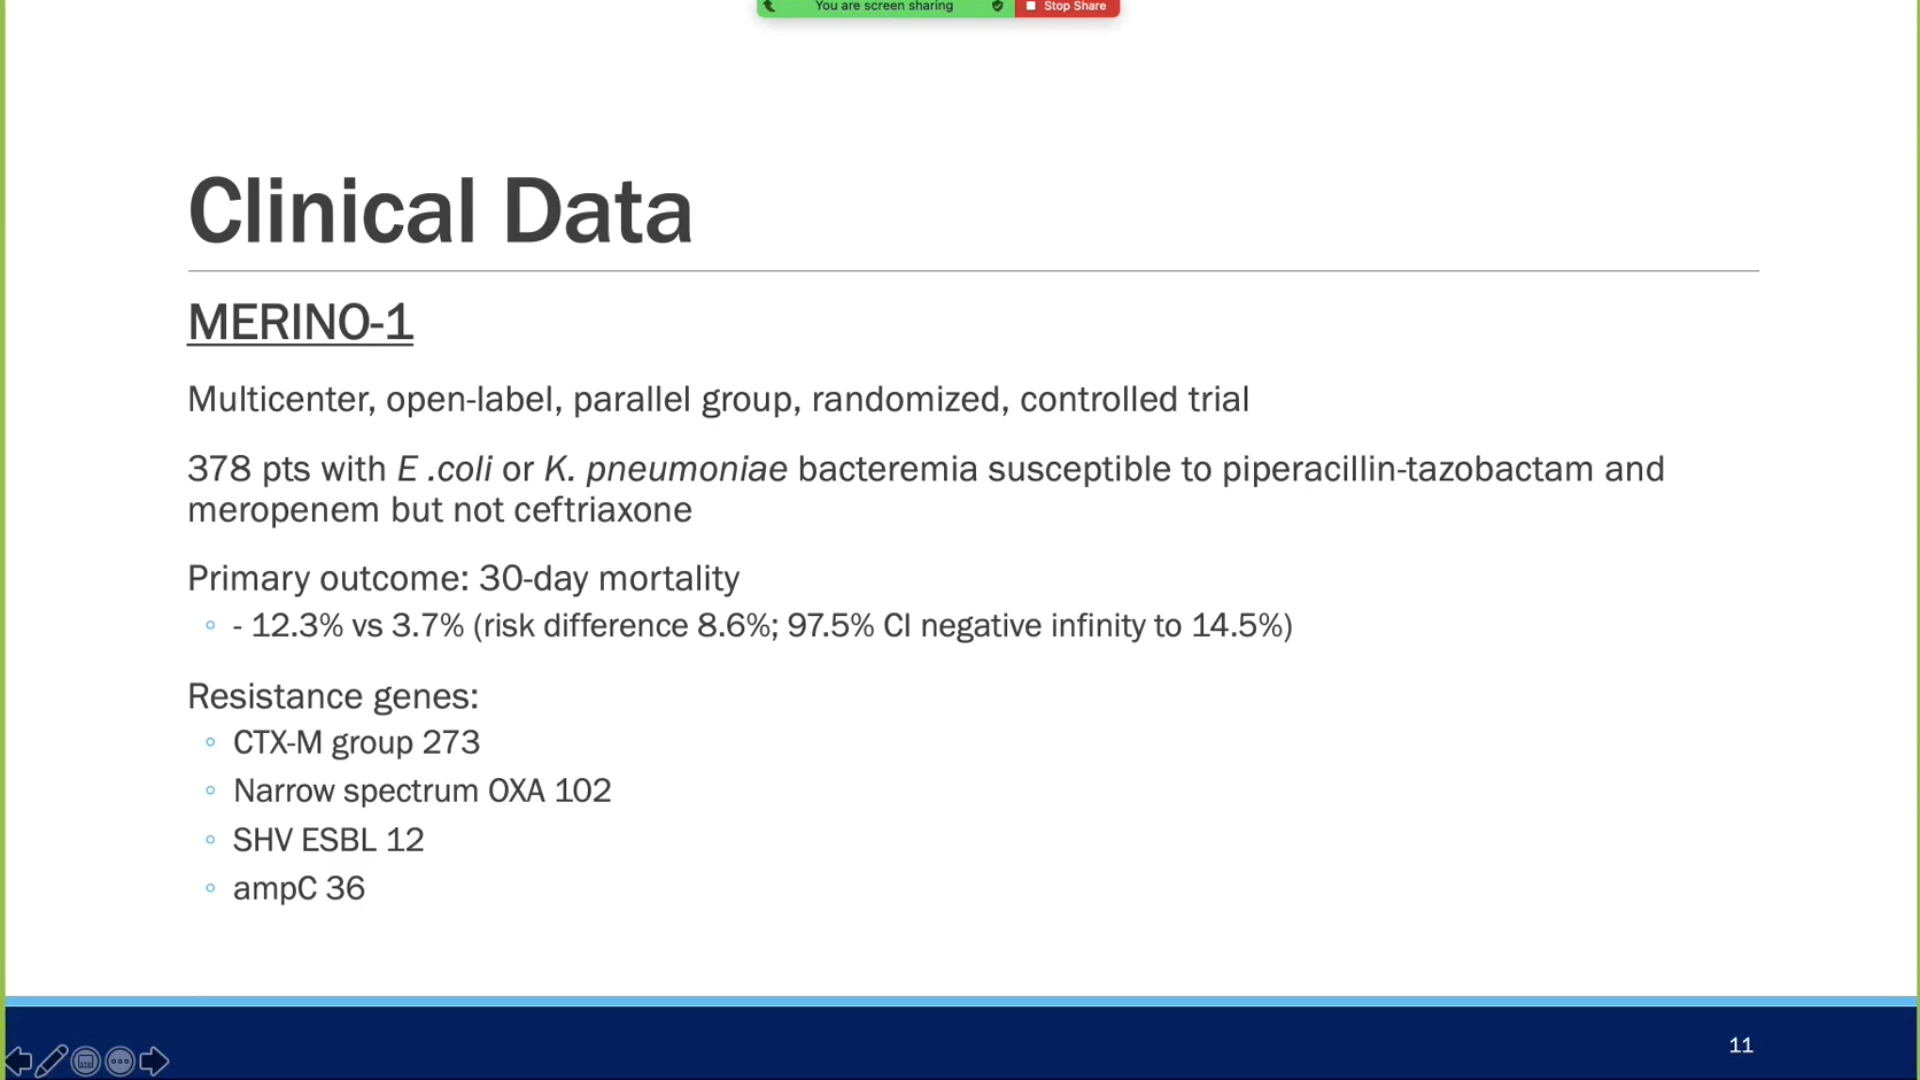 You are screen sharing Stop Share
Clinical Data
MERINO-1
Multicenter, open-label, parallel group, randomized, controlled trial
378 pts with E .coli or K. pneumoniae bacteremia susceptible to piperacillin-tazobactam and
meropenem but not ceftriaxone
Primary outcome: 30-day mortality
- 12.3% vs 3.7% (risk difference 8.6%; 97.5% CI negative infinity to 14.5%)
Resistance genes:
CTX-M group 273
Narrow spectrum OXA 102
SHV ESBL 12
ampC 36
11